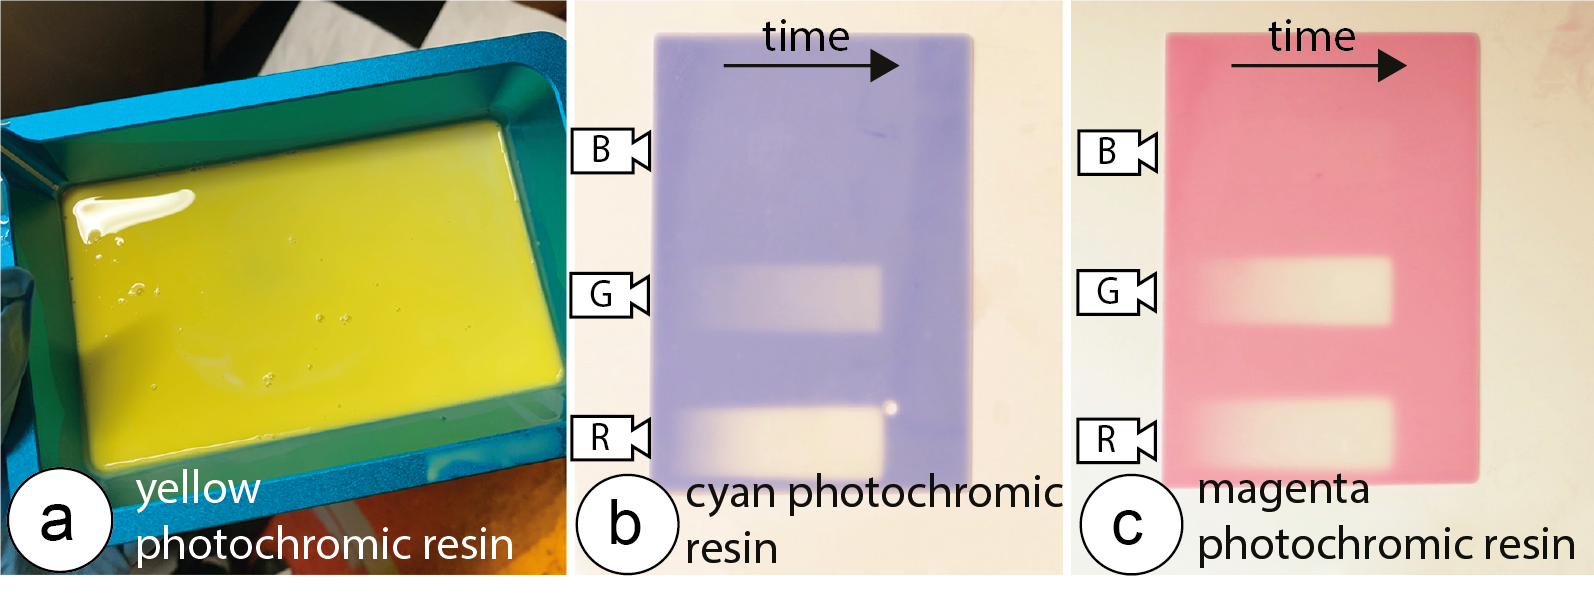 a
yellow
photochromic resin
time
B
G
R
b
cyan photochromic
resin
time
B
G
R
c
magenta
photochromic resin